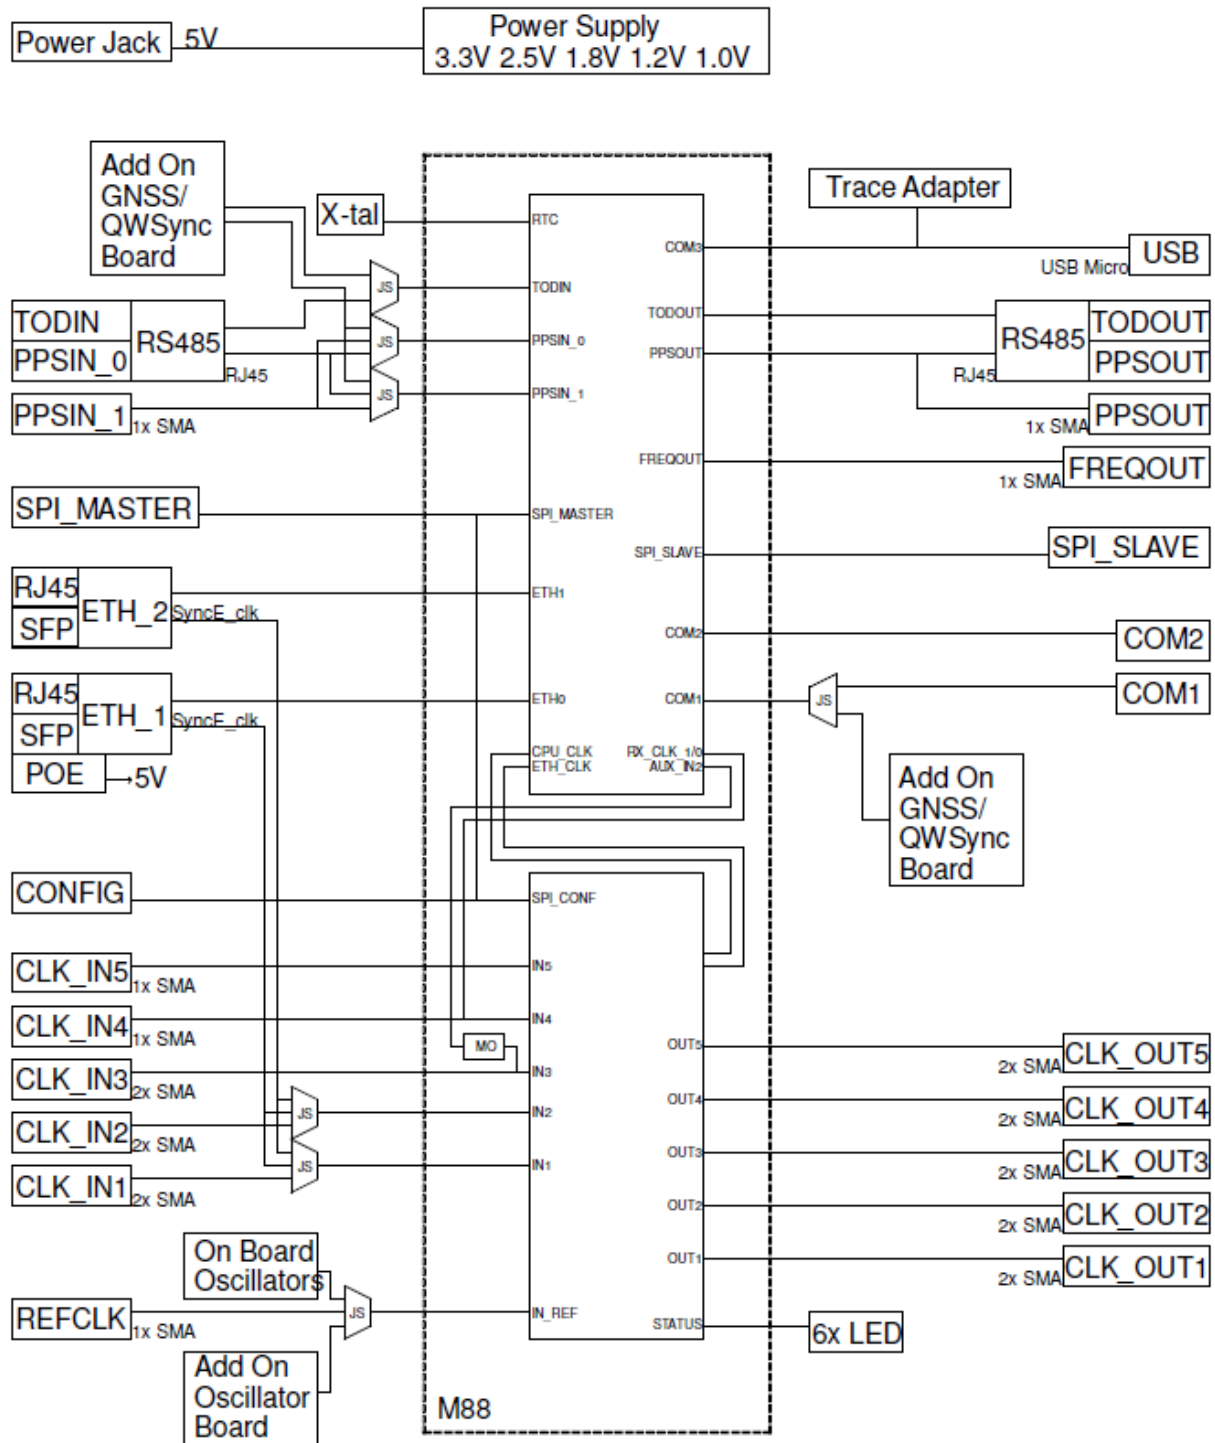 Power Jack
5V
Power Supply
3.3V 2.5V 1.8V 1.2V 1.0V
Add On
GNSS/
QWSync
Board
X-tal
RTC
Trace Adapter
COM3
USB
USB Micro
JS
TODIN
TODIN
PPSIN_0
RS485
RJ45
JS
PPSIN_0
JS
PPSIN_1
PPSIN_1
1x SMA
TODOUT
PPSOUT
RS485
TODOUT
PPSOUT
RJ45
PPSOUT
1x SMA
FREQOUT
FREQOUT
1x SMA
SPI_MASTER
SPI_MASTER
SPI_SLAVE
SPI_SLAVE
RJ45
SFP
ETH_2
SyncE_clk
ETH1
COM2
COM2
RJ45
SFP
ETH_1
SyncE_clk
ETH0
COM1
JS
COM1
POE
5V
CPU_CLK
ETH_CLK
RX_CLK_1/0
AUX_IN2
Add On
GNSS/
QWSync
Board
CONFIG
SPI_CONF
CLK_IN5
1x SMA
IN5
CLK_IN4
1x SMA
IN4
MO
CLK_IN3
2x SMA
IN3
CLK_IN2
2x SMA
JS
IN2
CLK_IN1
2x SMA
JS
IN1
OUT5
2x SMA
CLK_OUT5
OUT4
2x SMA
CLK_OUT4
OUT3
2x SMA
CLK_OUT3
OUT2
2x SMA
CLK_OUT2
OUT1
2x SMA
CLK_OUT1
On Board
Oscillators
REFCLK
1x SMA
JS
IN_REF
STATUS
6x LED
Add On
Oscillator
Board
M88